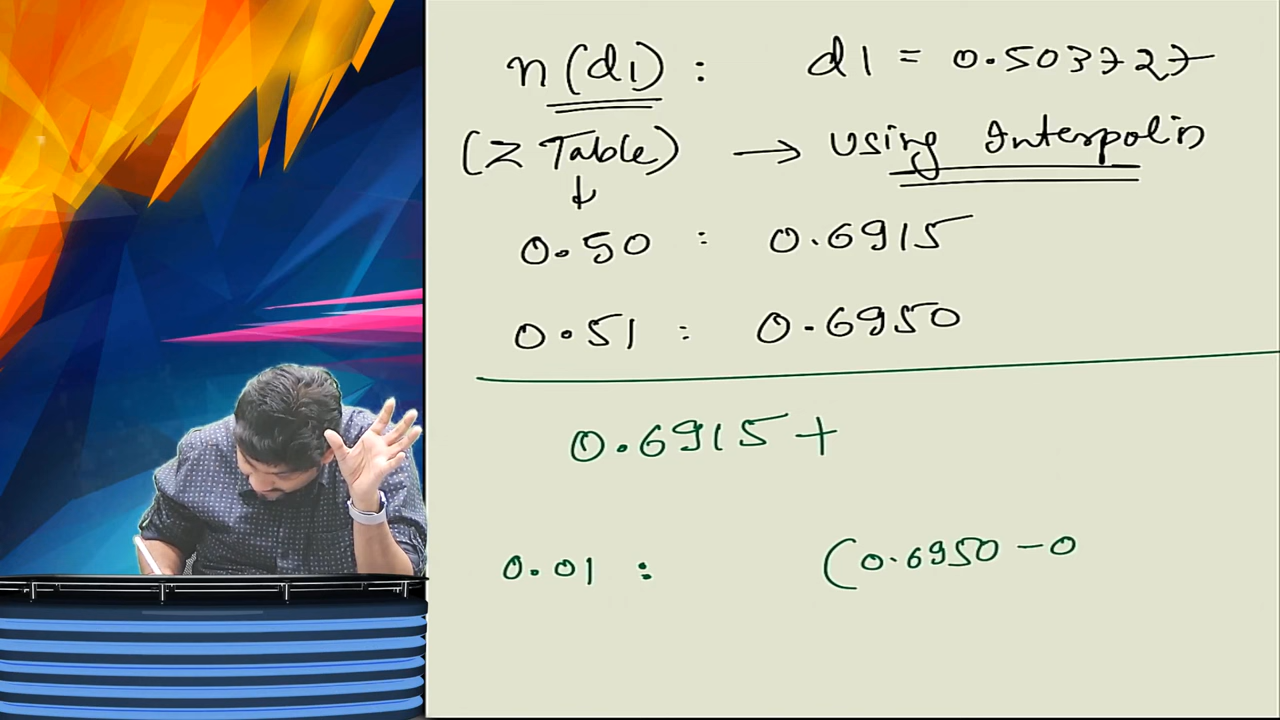 n(d1) : d1 = 0.503727
(Z Table) → Using Interpolin
↓
0.50 : 0.6915
0.51 : 0.6950
0.6915 +
0.01 : (0.6950 - 0